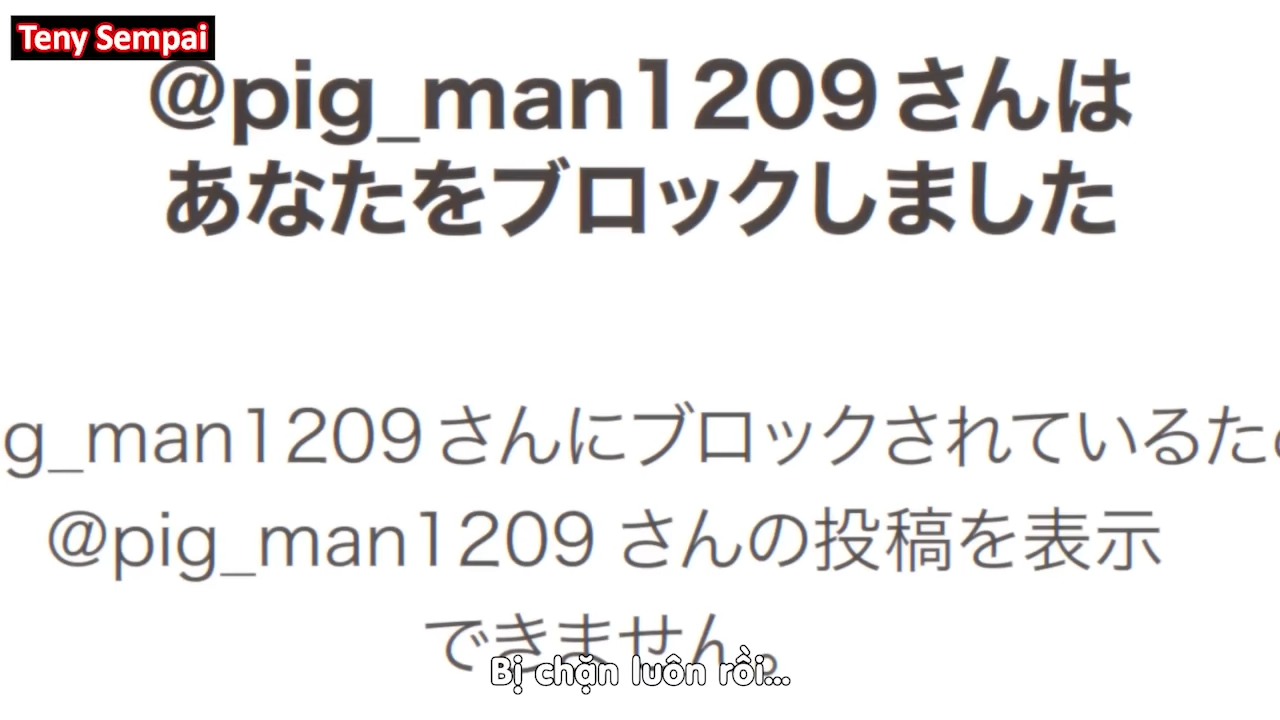 Teny Sempai
@pig_man1209さんは
あなたをブロックしました
g_man1209さんにブロックされているため
@pig_man1209 さんの投稿を表示
できません。
Bị chặn luôn rồi...